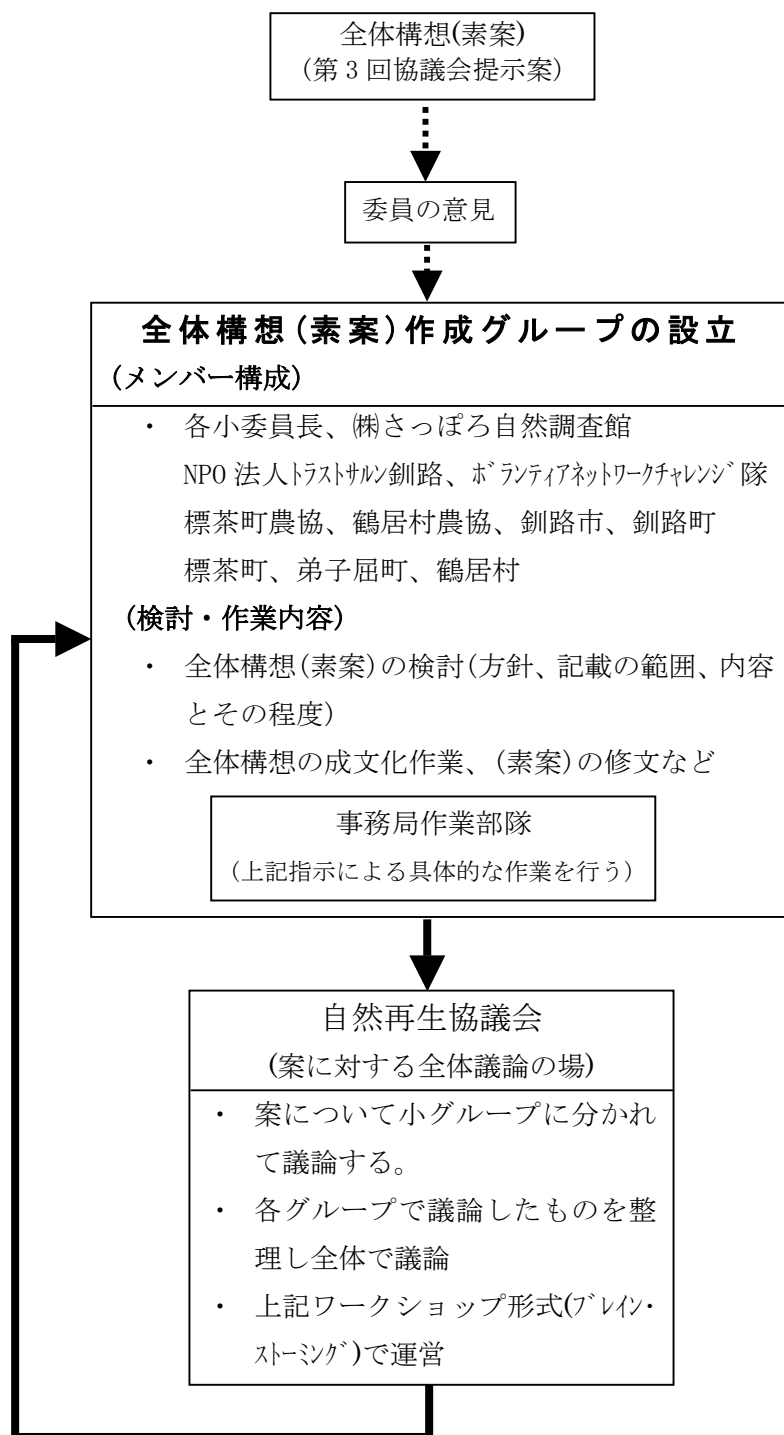 全体構想(素案)
(第３回協議会提示案)
委員の意見
全体構想(素案)作成グループの設立
(メンバー構成)
・ 各小委員長、㈱さっぽろ自然調査館
NPO 法人ﾄﾗｽﾄｻﾙﾝ釧路、ﾎﾞﾗﾝﾃｨｱﾈｯﾄﾜｰｸﾁｬﾚﾝｼﾞ隊
標茶町農協、鶴居村農協、釧路市、釧路町
標茶町、弟子屈町、鶴居村
(検討・作業内容)
・ 全体構想(素案)の検討(方針、記載の範囲、内容
とその程度)
・ 全体構想の成文化作業、(素案)の修文など
事務局作業部隊
(上記指示による具体的な作業を行う)
自然再生協議会
(案に対する全体議論の場)
・ 案について小グループに分かれ
て議論する。
・ 各グループで議論したものを整
理し全体で議論
・ 上記ワークショップ形式(ﾌﾞﾚｲﾝ・
ｽﾄｰﾐﾝｸﾞ)で運営